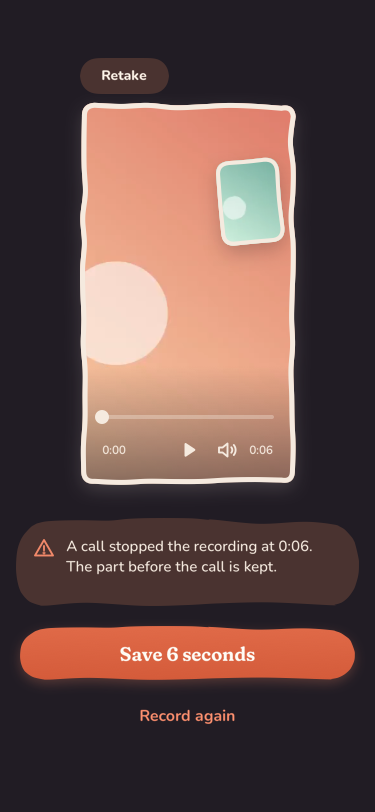 Retake
0:00
0:06
A call stopped the recording at 0:06.
The part before the call is kept.
Save 6 seconds
Record again